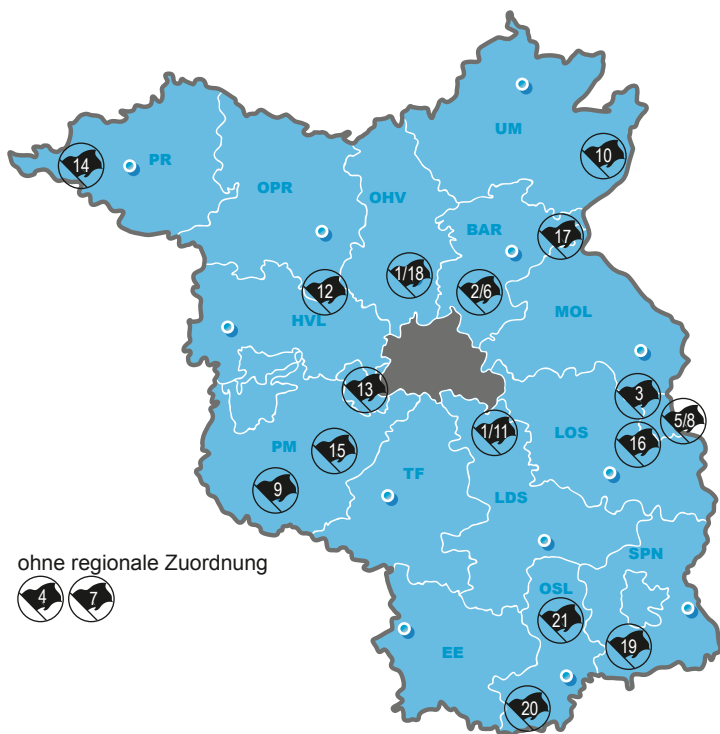 UM
10
PR
14
OPR
OHV
BAR
17
1/18
2/6
12
HVL
MOL
13
3
5/8
1/11
LOS
16
PM
15
TF
9
LDS
SPN
ohne regionale Zuordnung
4
7
OSL
21
EE
19
20